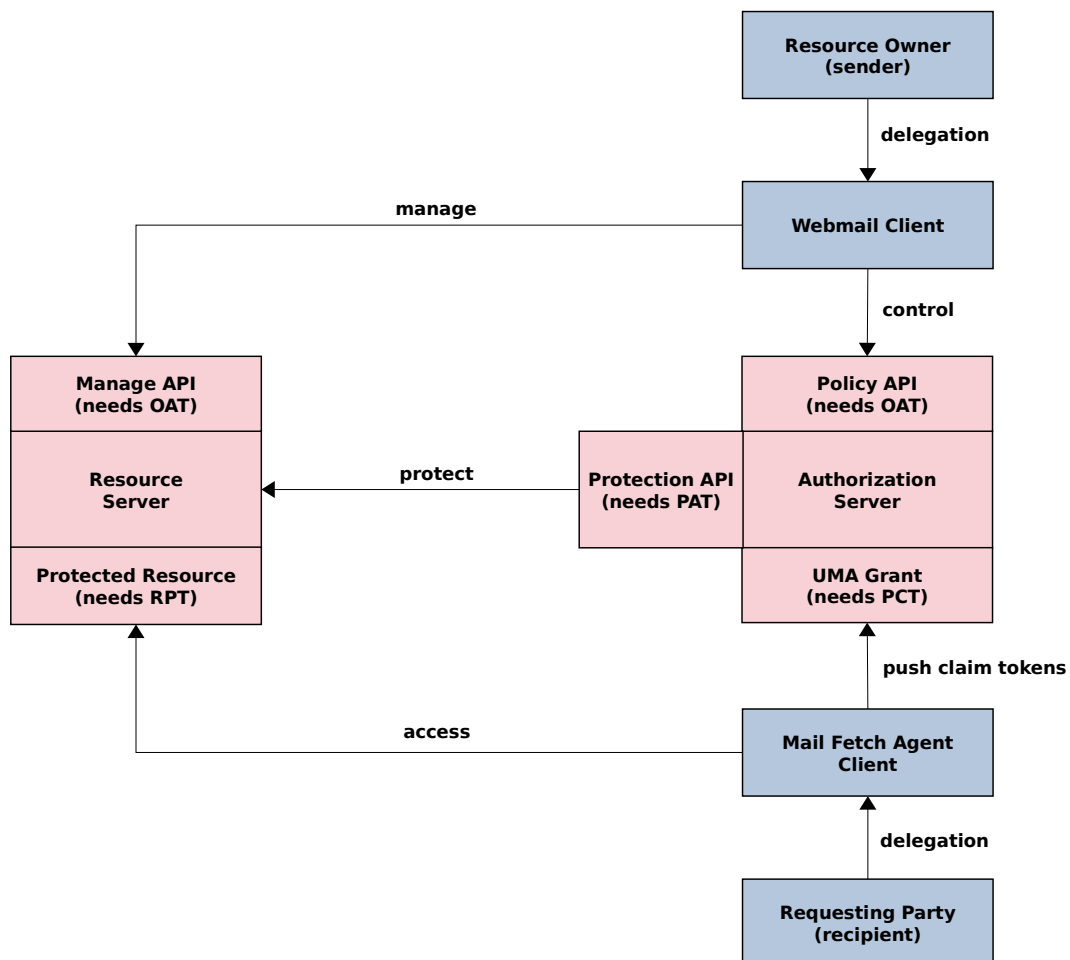 Resource Owner
(sender)
delegation
manage
Webmail Client
control
Manage API
(needs OAT)
Policy API
(needs OAT)
Resource
Server
protect
Protection API
(needs PAT)
Authorization
Server
Protected Resource
(needs RPT)
UMA Grant
(needs PCT)
push claim tokens
access
Mail Fetch Agent
Client
delegation
Requesting Party
(recipient)